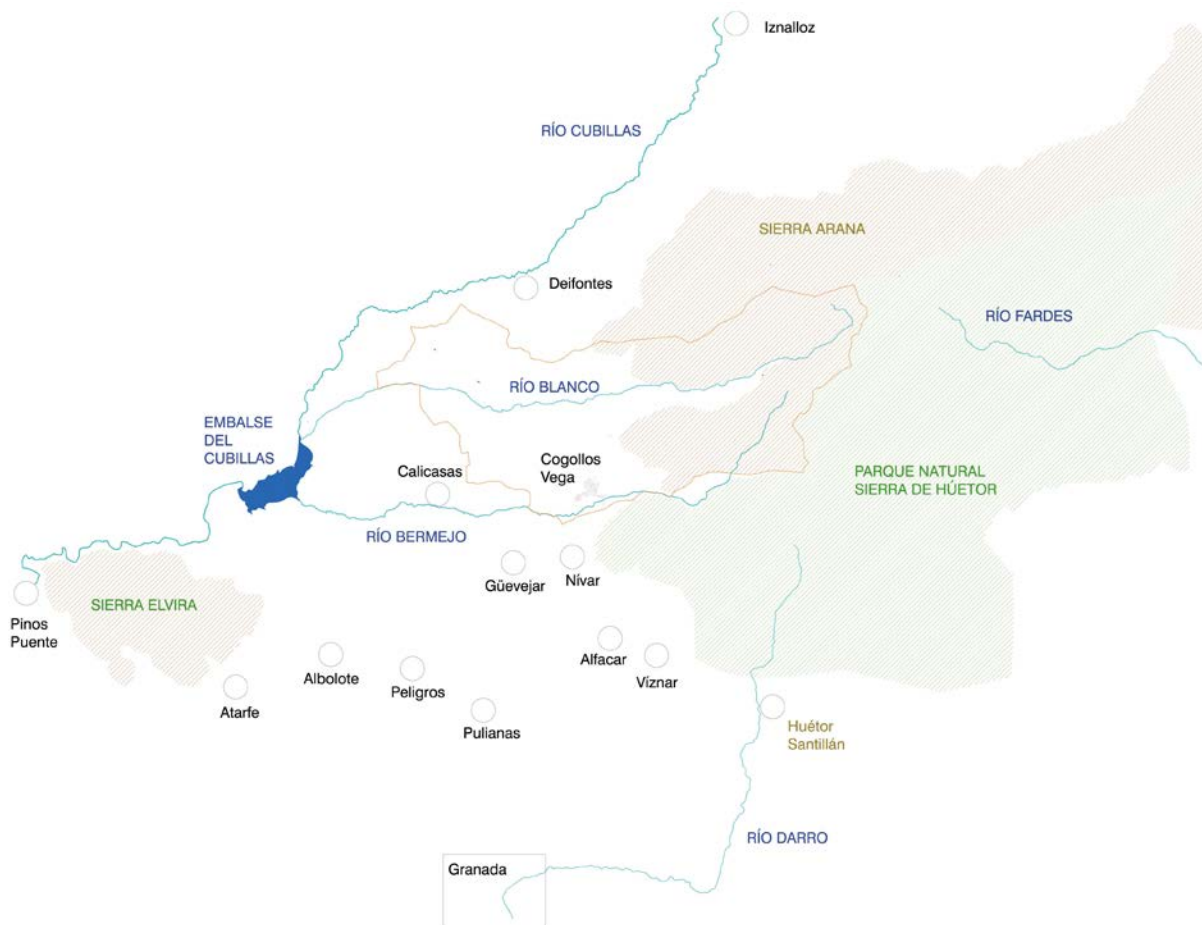 Iznalloz
RÍO CUBILLAS
SIERRA ARANA
Deifontes
RÍO FARDES
RÍO BLANCO
EMBALSE
DEL
CUBILLAS
Calicasas
Cogollos
Vega
PARQUE NATURAL
SIERRA DE HÚETOR
RÍO BERMEJO
Güevejar
Nívar
SIERRA ELVIRA
Pinos
Puente
Alfacar
Víznar
Albolote
Peligros
Atarfe
Pulianas
Huétor
Santillán
RÍO DARRO
Granada